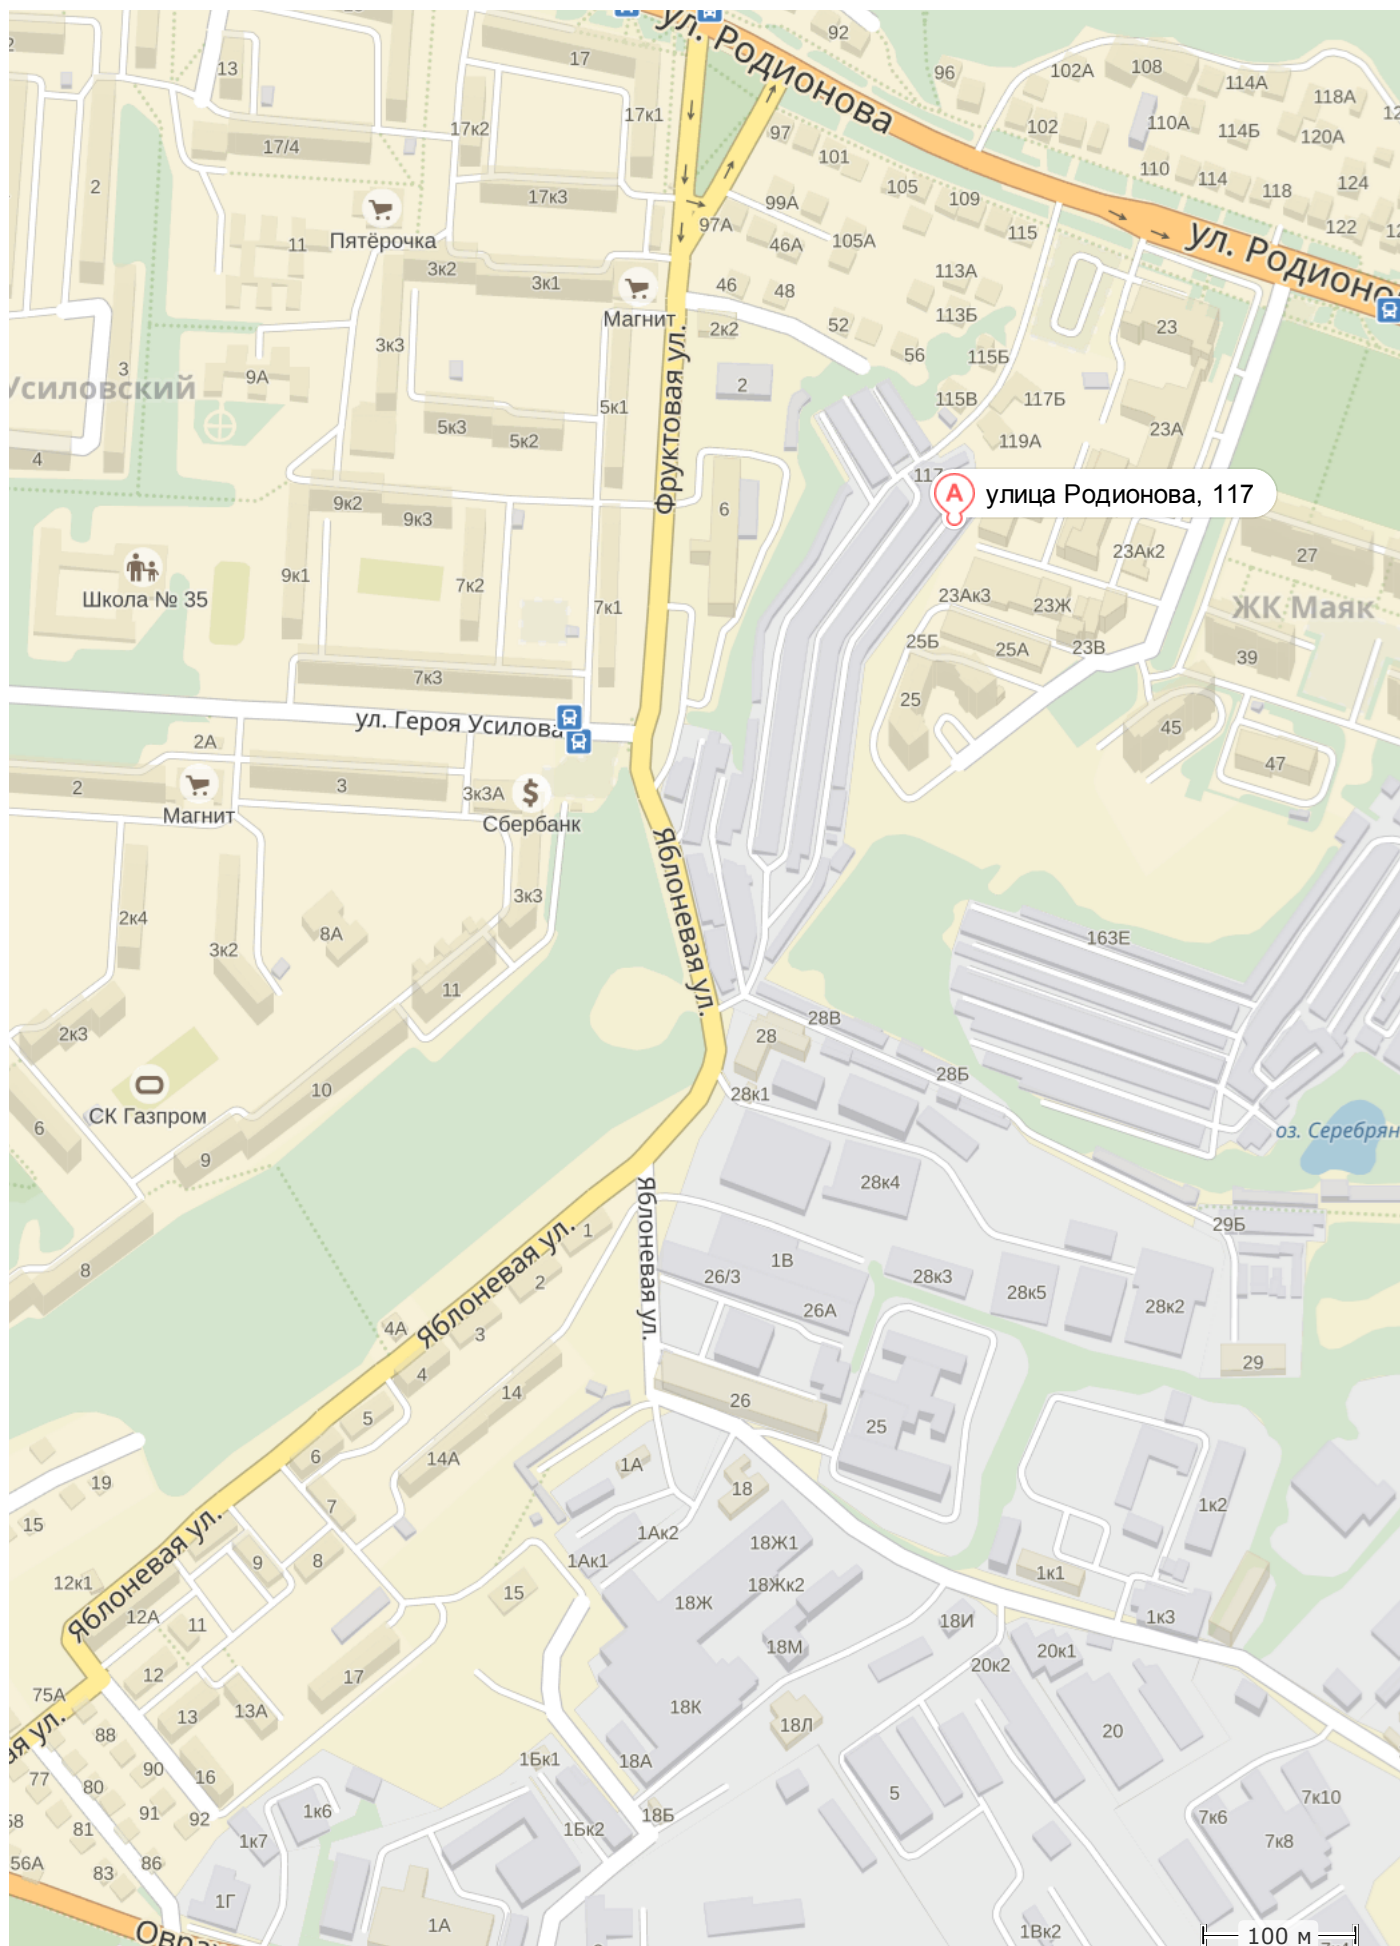 ул. Родионова
92
96
102А
108
114А
118А
13
17
17к1
17к2
17/4
97
101
102
110А
114Б
120А
110
114
118
124
122
2
17к3
99А
105
109
97А
46А
105А
115
ул. Родионова
11
Пятёрочка
3к2
3к1
46
48
113А
Магнит
2к2
52
113Б
23
3
9А
3к3
56
115Б
Усиловский
Фруктовая ул.
2
115В
117Б
5к1
5к3
5к2
119А
23А
4
117
А
улица Родионова, 117
9к2
9к3
6
23Ак2
27
Школа № 35
9к1
7к2
7к1
23Ак3
23Ж
ЖК Маяк
25Б
25А
23В
39
7к3
25
ул. Героя Усилова
45
2А
47
2
3
3к3А
Магнит
Сбербанк
Яблоневая ул.
2к4
3к2
8А
3к3
163Е
11
2к3
28
28В
28Б
10
28к1
СК Газпром
6
9
оз. Серебрян
28к4
Яблоневая ул.
29Б
1
Яблоневая ул.
8
2
26/3
1В
28к3
28к5
28к2
26А
4А
3
4
29
14
26
5
25
6
14А
1А
19
18
7
1к2
15
1Ак2
18Ж1
Яблоневая ул.
9
8
1Ак1
1к1
12к1
15
18Жк2
12А
11
18Ж
18И
1к3
18М
20к1
12
20к2
17
75А
13
13А
18К
18Л
20
88
1Бк1
18А
77
90
16
80
5
7к10
91
92
1к6
18Б
7к6
81
1к7
1Бк2
7к8
56А
83
86
1Г
1А
1Вк2
100 м